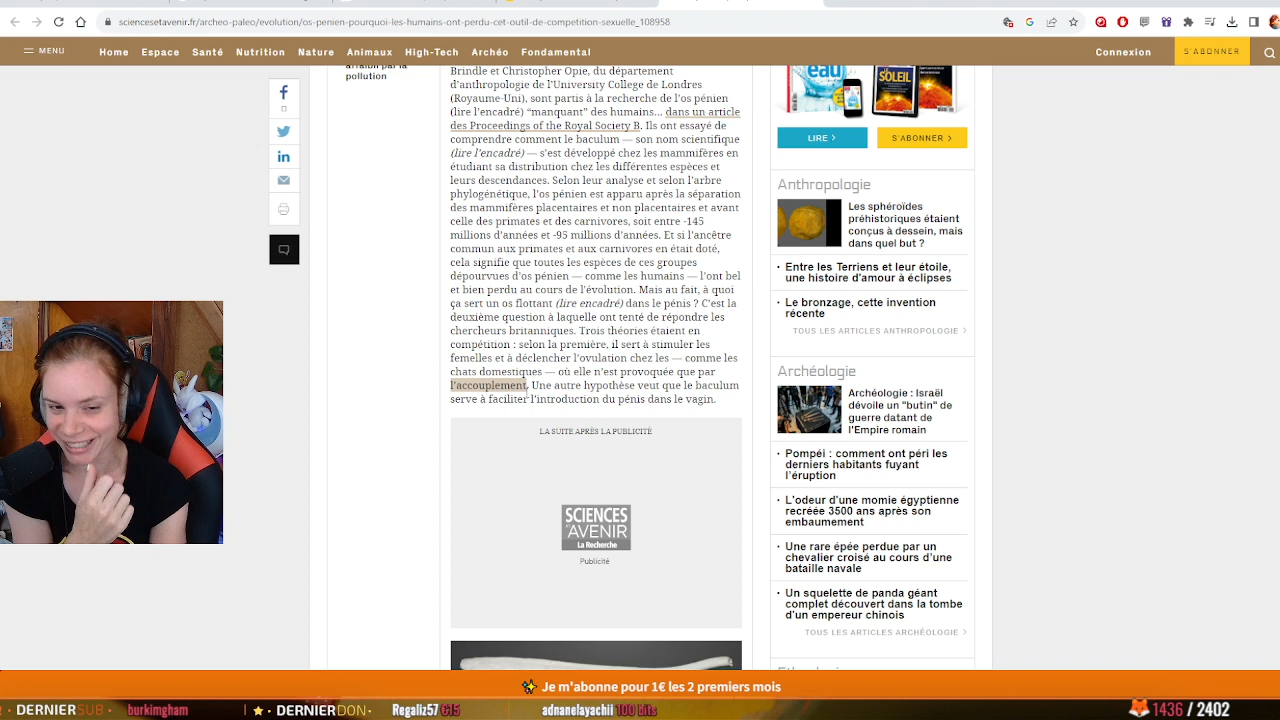 sciencesetavenir.fr/archeo-paleo/evolution/os-penien-pourquoi-les-humains-ont-perdu-cet-outil-de-competition-sexuelle_108958
MENU
Home Espace Santé Nutrition Nature Animaux High-Tech Archéo Fondamental
Connexion
S'ABONNER
pollution
Brindle et Christopher Opie, du département
d'anthropologie de l'University College de Londres
(Royaume-Uni), sont partis à la recherche de l'os pénien
(lire l'encadré) “manquant” des humains... dans un article
des Proceedings of the Royal Society B. Ils ont essayé de
comprendre comment le baculum — son nom scientifique
(lire l'encadré) — s'est développé chez les mammifères en
étudiant sa distribution chez les différentes espèces et
leurs descendances. Selon leur analyse et selon l'arbre
phylogénétique, l'os pénien est apparu après la séparation
des mammifères placentaires et non placentaires et avant
celle des primates et des carnivores, soit entre -145
millions d'années et -95 millions d'années. Et si l'ancêtre
commun aux primates et aux carnivores en était doté,
cela signifie que toutes les espèces de ces groupes
dépourvues d'os pénien — comme les humains — l'ont bel
et bien perdu au cours de l'évolution. Mais au fait, à quoi
ça sert un os flottant (lire encadré) dans le pénis ? C'est la
deuxième question à laquelle ont tenté de répondre les
chercheurs britanniques. Trois théories étaient en
compétition : selon la première, il sert à stimuler les
femelles et à déclencher l'ovulation chez les — comme les
chats domestiques — où elle n'est provoquée que par
l'accouplement. Une autre hypothèse veut que le baculum
serve à faciliter l'introduction du pénis dans le vagin.
LA SUITE APRÈS LA PUBLICITÉ
SCIENCES
ET AVENIR
La Recherche
Publicité
eau
LE SOLEIL
LIRE
S'ABONNER
Anthropologie
Les sphéroïdes
préhistoriques étaient
conçus à dessein, mais
dans quel but ?
Entre les Terriens et leur étoile,
une histoire d'amour à éclipses
Le bronzage, cette invention
récente
TOUS LES ARTICLES ANTHROPOLOGIE
Archéologie
Archéologie : Israël
dévoile un "butin" de
guerre datant de
l'Empire romain
Pompéi : comment ont péri les
derniers habitants fuyant
l'éruption
L'odeur d'une momie égyptienne
recréée 3500 ans après son
embaumement
Une rare épée perdue par un
chevalier croisé au cours d'une
bataille navale
Un squelette de panda géant
complet découvert dans la tombe
d'un empereur chinois
TOUS LES ARTICLES ARCHÉOLOGIE
Je m'abonne pour 1€ les 2 premiers mois
DERNIERSUB burkimgham DERNIERDON Regaliz57 €15 adnanelayachii 100 bits 1436 / 2402